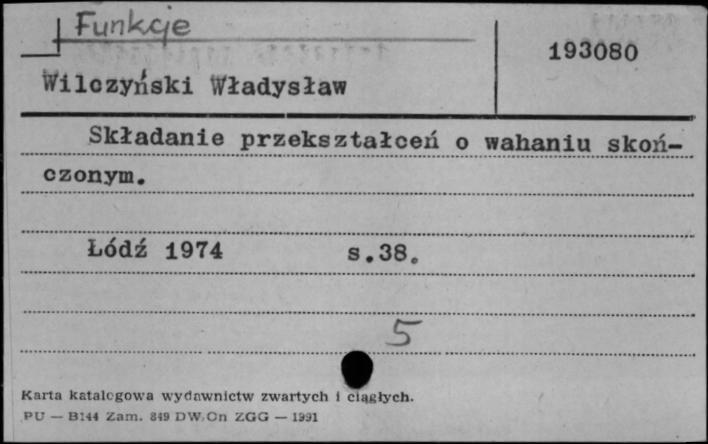 Funkcje
193080
Wilczyński Władysław
Składanie przekształceń o wahaniu skoń-
czonym.
Łódź 1974 s.38.
5
Karta katalogowa wydawnictw zwartych i ciągłych.
PU — B144 Zam. 849 DW.Cn ZGG — 1991